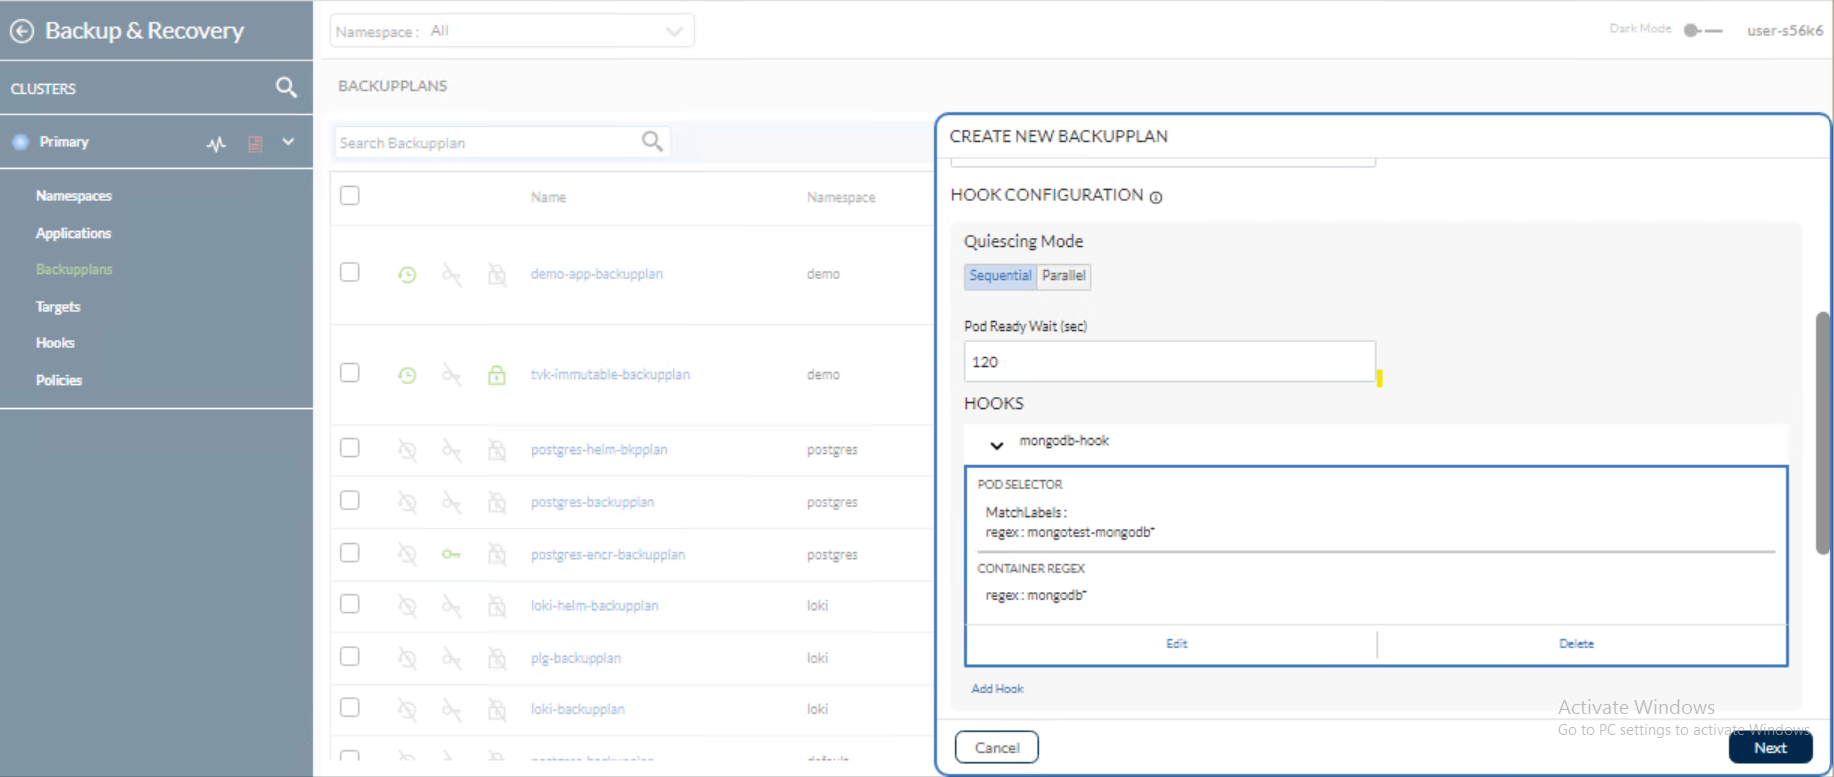 Backup & Recovery
Namespace : All
Dark Mode
user-s56k6
CLUSTERS
BACKUPPLANS
Primary
Search Backupplan
Namespaces
Applications
Backupplans
Targets
Hooks
Policies
Name
Namespace
demo-app-backupplan
demo
tvk-immutable-backupplan
demo
postgres-helm-bkpplan
postgres
postgres-backupplan
postgres
postgres-encr-backupplan
postgres
loki-helm-backupplan
loki
plg-backupplan
loki
loki-backupplan
loki
CREATE NEW BACKUPPLAN
HOOK CONFIGURATION
Quiescing Mode
Sequential Parallel
Pod Ready Wait (sec)
120
HOOKS
mongodb-hook
POD SELECTOR
MatchLabels :
regex : mongotest-mongodb*
CONTAINER REGEX
regex : mongodb*
Edit
Delete
Add Hook
Activate Windows
Go to PC settings to activate Windows.
Cancel
Next